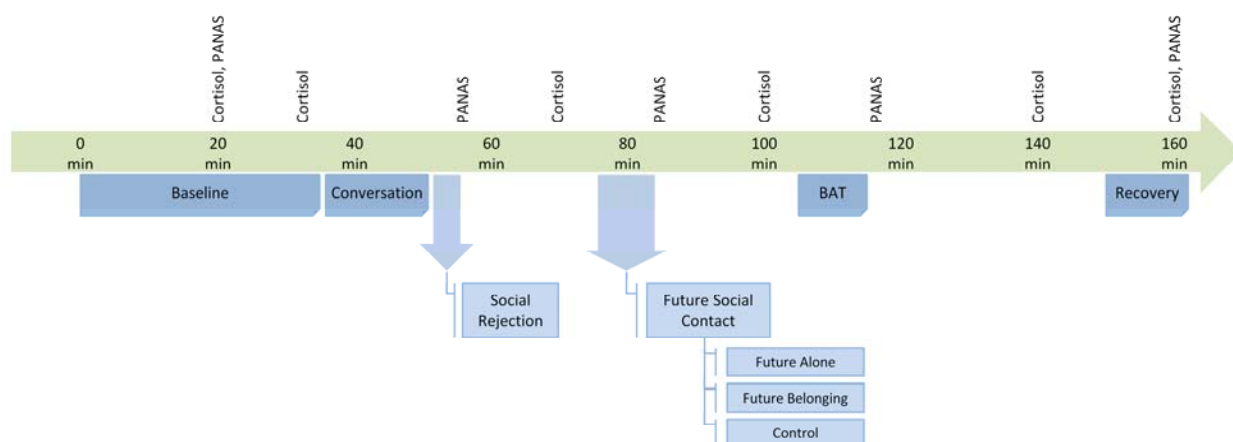 Cortisol, PANAS
Cortisol
PANAS
Cortisol
PANAS
Cortisol
PANAS
Cortisol
Cortisol, PANAS
0 20 40 60 80 100 120 140 160
min min min min min min min min min
Baseline
Conversation
BAT
Recovery
Social
Rejection
Future Social
Contact
Future Alone
Future Belonging
Control